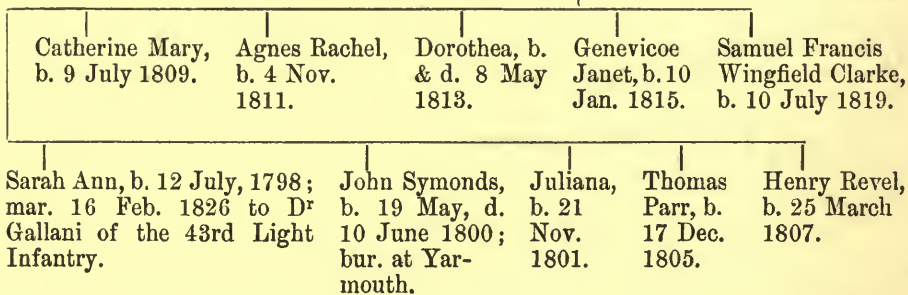 Catherine Mary,
b. 9 July 1809.
Agnes Rachel,
b. 4 Nov.
1811.
Dorothea, b.
& d. 8 May
1813.
Genevicoe
Janet, b. 10
Jan. 1815.
Samuel Francis
Wingfield Clarke,
b. 10 July 1819.
Sarah Ann, b. 12 July, 1798 ;
mar. 16 Feb. 1826 to Dʳ
Gallani of the 43rd Light
Infantry.
John Symonds,
b. 19 May, d.
10 June 1800 ;
bur. at Yar-
mouth.
Juliana,
b. 21
Nov.
1801.
Thomas
Parr, b.
17 Dec.
1805.
Henry Revel,
b. 25 March
1807.